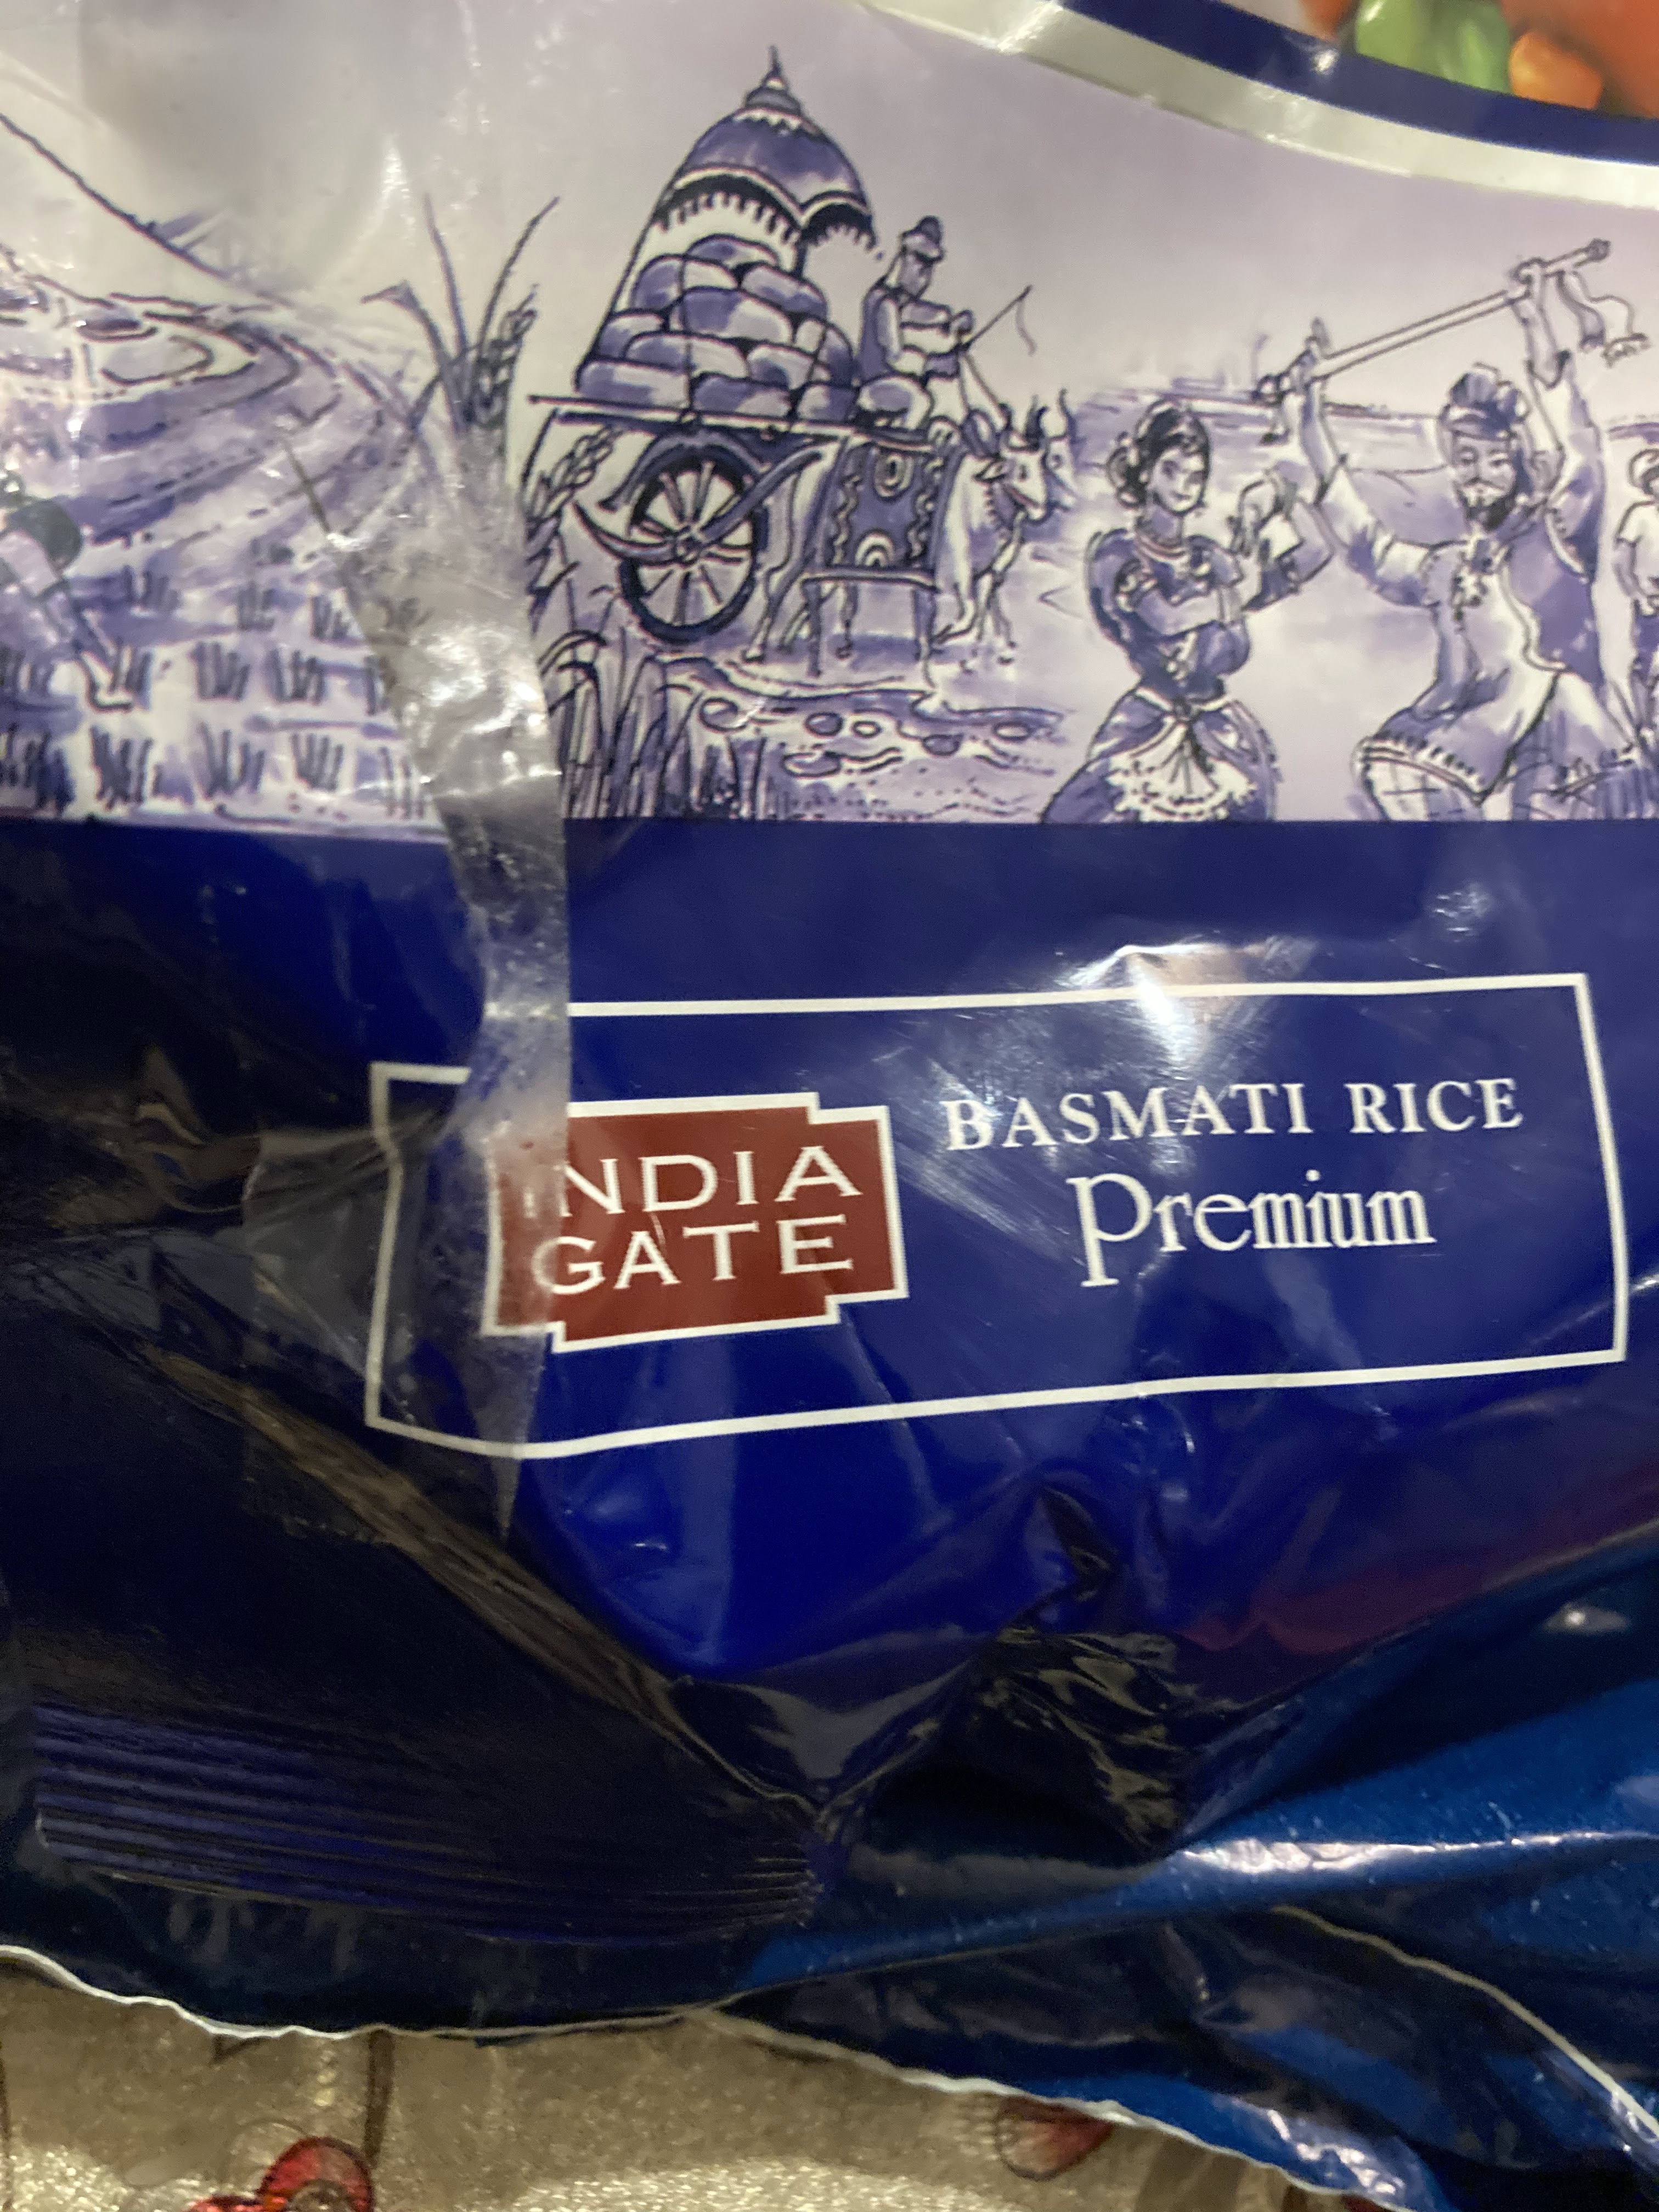 INDIA
GATE
BASMATI RICE
Premium